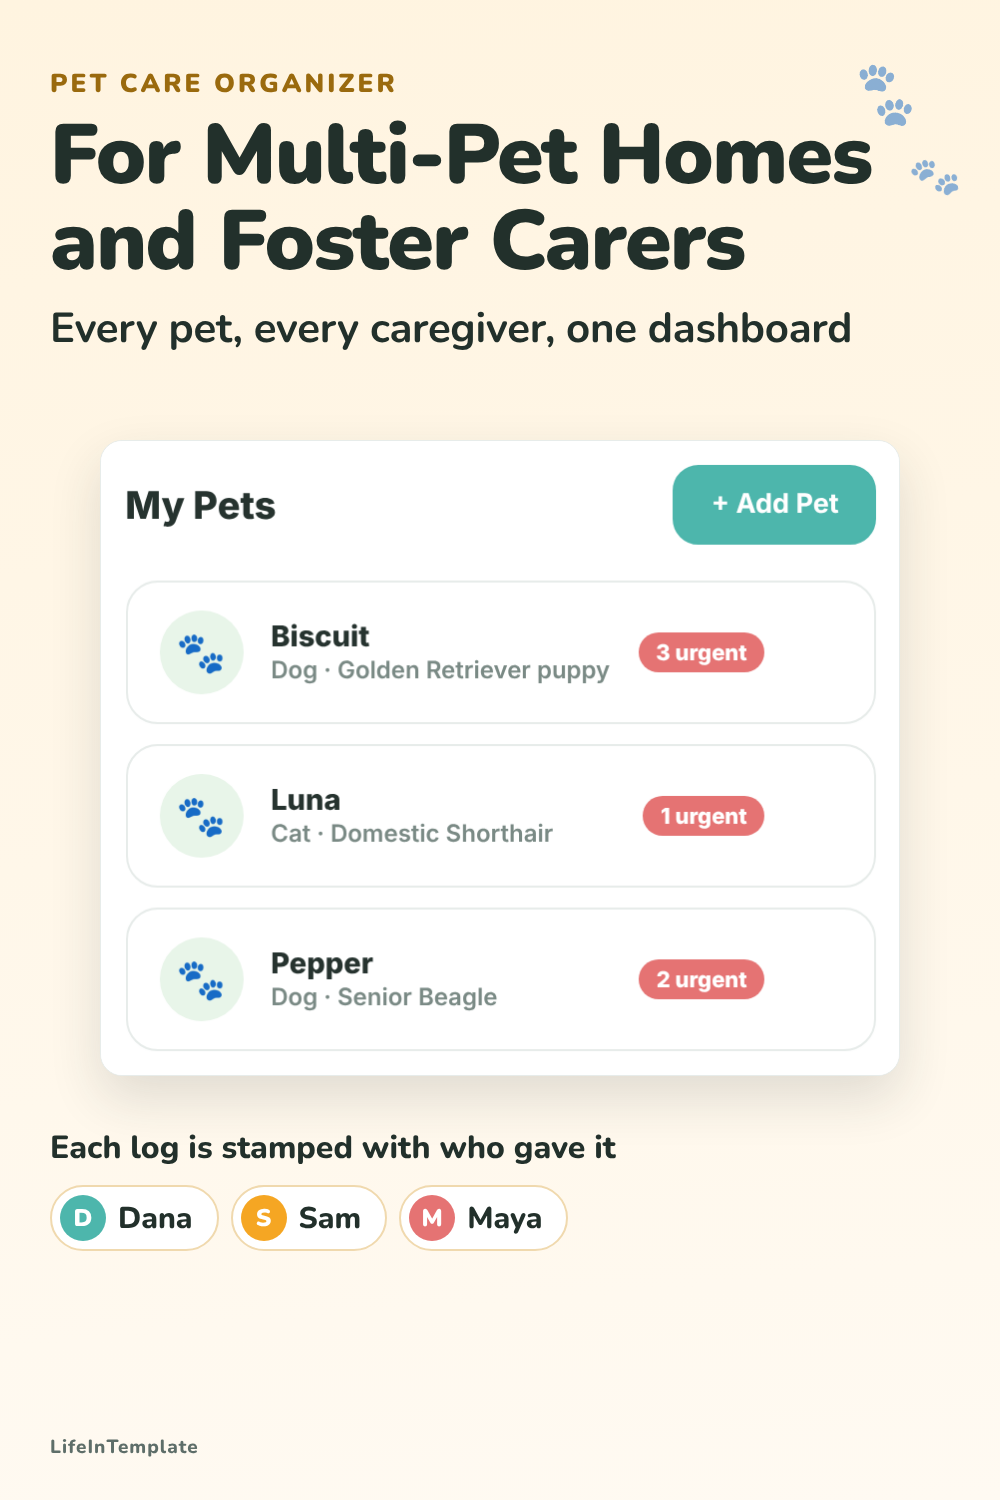 PET CARE ORGANIZER
For Multi-Pet Homes
and Foster Carers
Every pet, every caregiver, one dashboard
My Pets
+ Add Pet
Biscuit
Dog · Golden Retriever puppy
3 urgent
Luna
Cat · Domestic Shorthair
1 urgent
Pepper
Dog · Senior Beagle
2 urgent
Each log is stamped with who gave it
D Dana
S Sam
M Maya
LifeInTemplate